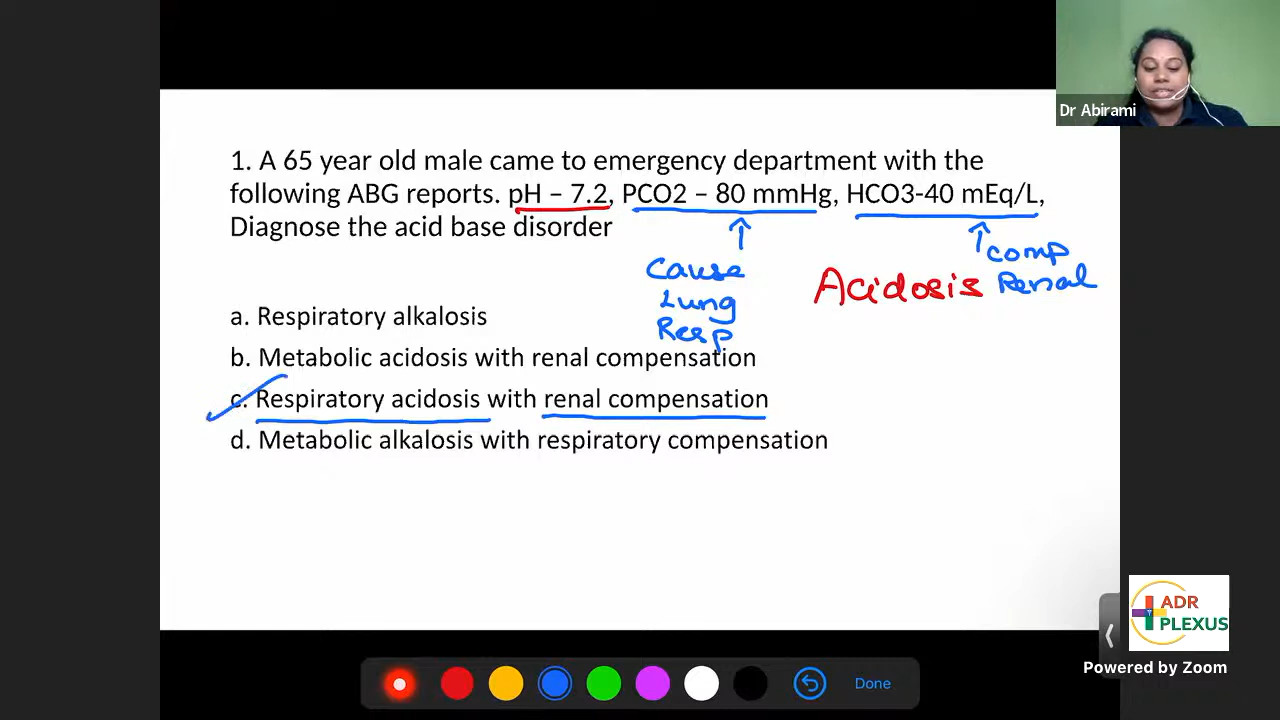 Dr Abirami
1. A 65 year old male came to emergency department with the
following ABG reports. pH – 7.2, PCO2 – 80 mmHg, HCO3-40 mEq/L,
Diagnose the acid base disorder
Cause
Lung
Resp
Acidosis
comp
Renal
a. Respiratory alkalosis
b. Metabolic acidosis with renal compensation
c. Respiratory acidosis with renal compensation
d. Metabolic alkalosis with respiratory compensation
ADR
PLEXUS
Powered by Zoom
Done